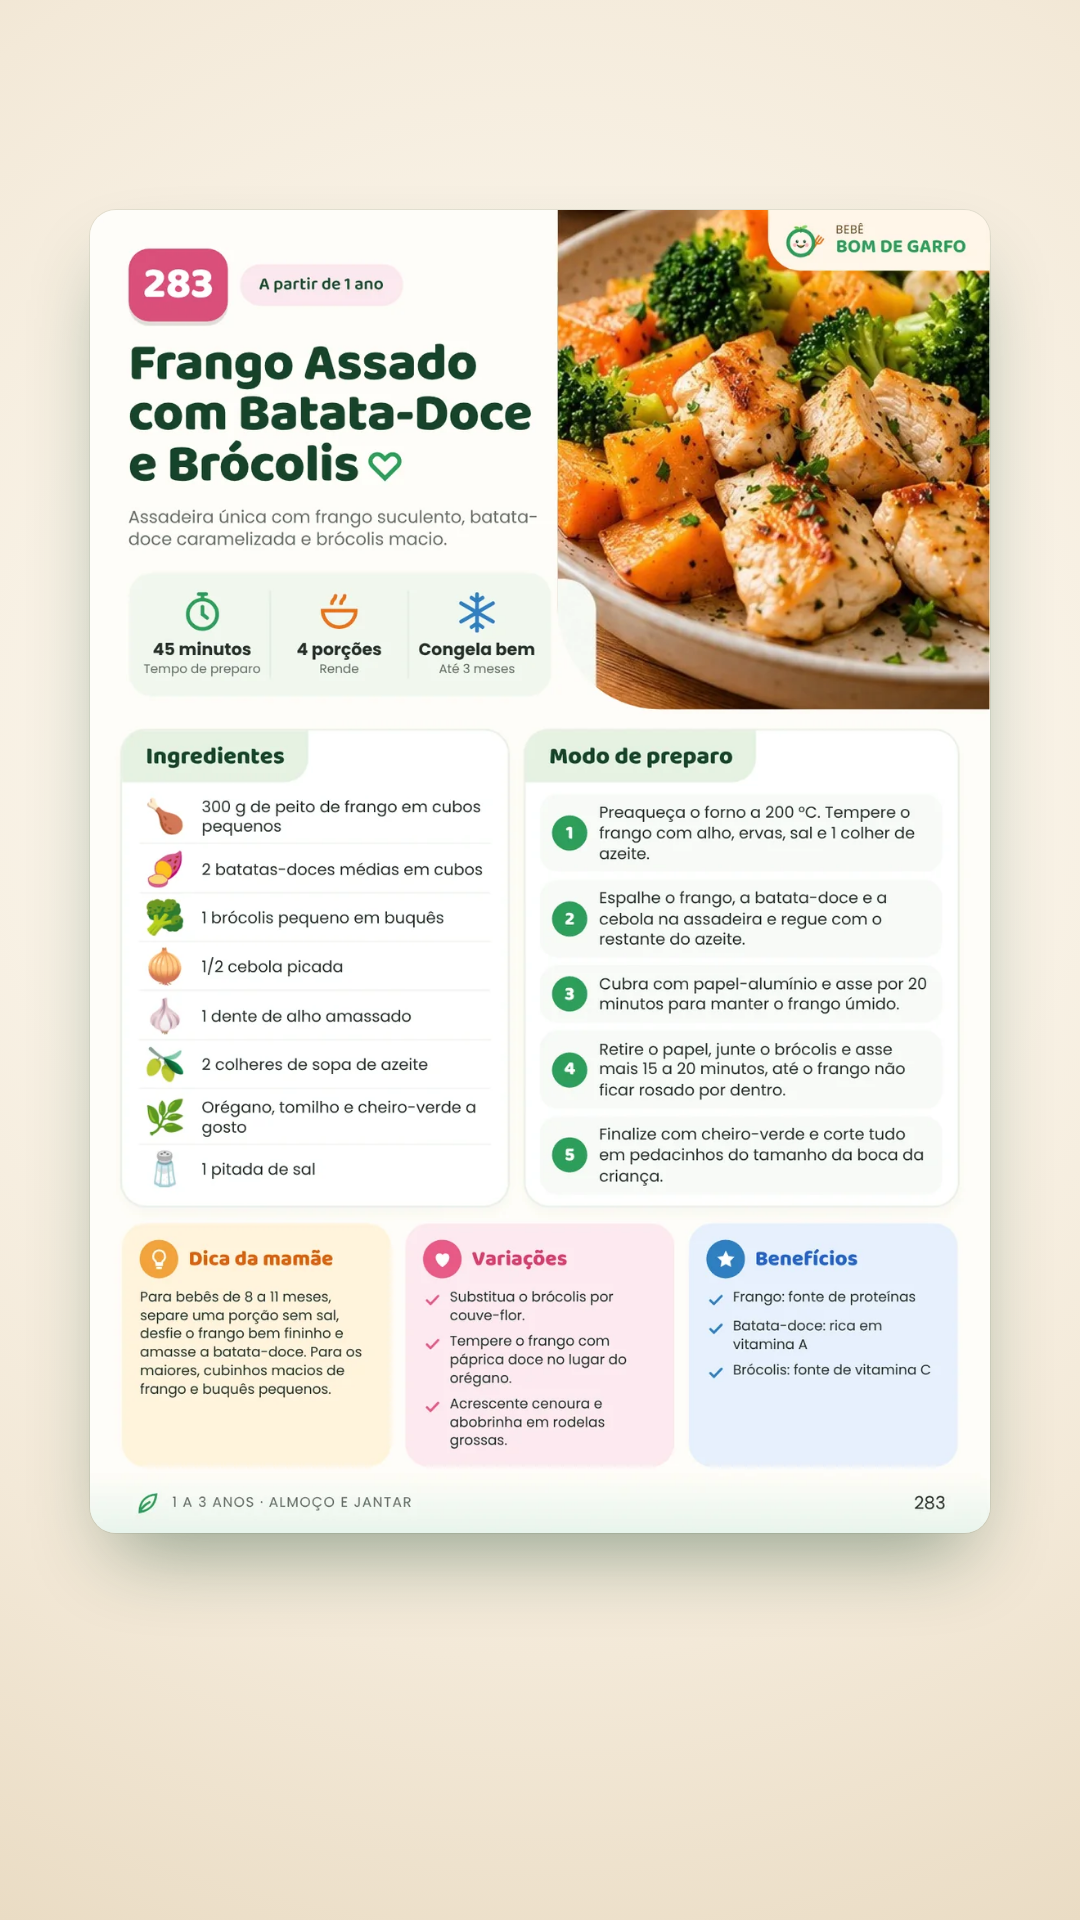 BEBÊ
BOM DE GARFO
283
A partir de 1 ano
Frango Assado
com Batata-Doce
e Brócolis
Assadeira única com frango suculento, batata-
doce caramelizada e brócolis macio.
45 minutos
Tempo de preparo
4 porções
Rende
Congela bem
Até 3 meses
Ingredientes
300 g de peito de frango em cubos
pequenos
2 batatas-doces médias em cubos
1 brócolis pequeno em buquês
1/2 cebola picada
1 dente de alho amassado
2 colheres de sopa de azeite
Orégano, tomilho e cheiro-verde a
gosto
1 pitada de sal
Modo de preparo
1
Preaqueça o forno a 200 ºC. Tempere o
frango com alho, ervas, sal e 1 colher de
azeite.
2
Espalhe o frango, a batata-doce e a
cebola na assadeira e regue com o
restante do azeite.
3
Cubra com papel-alumínio e asse por 20
minutos para manter o frango úmido.
4
Retire o papel, junte o brócolis e asse
mais 15 a 20 minutos, até o frango não
ficar rosado por dentro.
5
Finalize com cheiro-verde e corte tudo
em pedacinhos do tamanho da boca da
criança.
Dica da mamãe
Para bebês de 8 a 11 meses,
separe uma porção sem sal,
desfie o frango bem fininho e
amasse a batata-doce. Para os
maiores, cubinhos macios de
frango e buquês pequenos.
Variações
Substitua o brócolis por
couve-flor.
Tempere o frango com
páprica doce no lugar do
orégano.
Acrescente cenoura e
abobrinha em rodelas
grossas.
Benefícios
Frango: fonte de proteínas
Batata-doce: rica em
vitamina A
Brócolis: fonte de vitamina C
1 A 3 ANOS · ALMOÇO E JANTAR
283